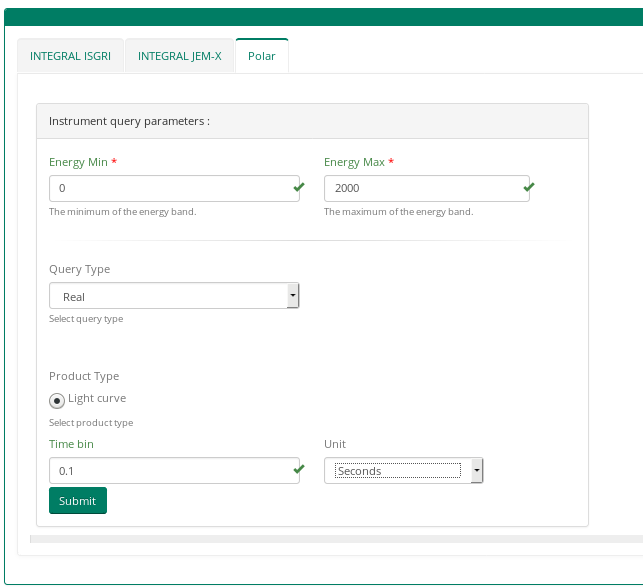 INTEGRAL ISGRI INTEGRAL JEM-X Polar
Instrument query parameters :
Energy Min * Energy Max *
0 2000
The minimum of the energy band. The maximum of the energy band.
Query Type
Real
Select query type
Product Type
Light curve
Select product type
Time bin Unit
0.1 Seconds
Submit